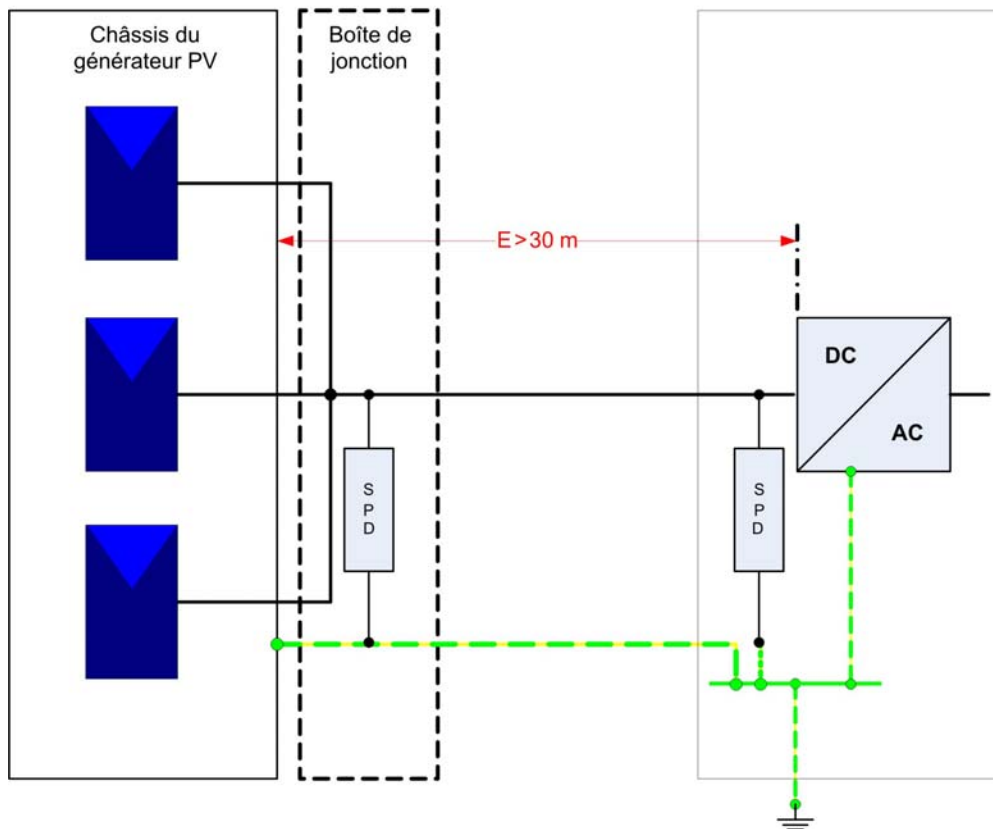 Châssis du
générateur PV
Boîte de
jonction
E>30 m
DC
AC
S
P
D
S
P
D